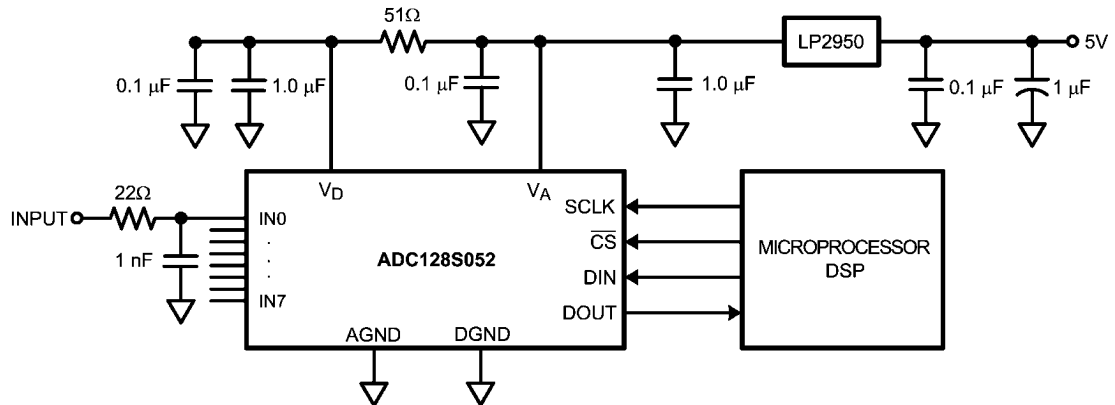 51Ω
LP2950
5V
0.1 µF
1.0 µF
0.1 µF
1.0 µF
0.1 µF
1 µF
VD
VA
22Ω
INPUT
IN0
SCLK
CS
MICROPROCESSOR
DSP
1 nF
.
.
.
ADC128S052
DIN
IN7
DOUT
AGND
DGND